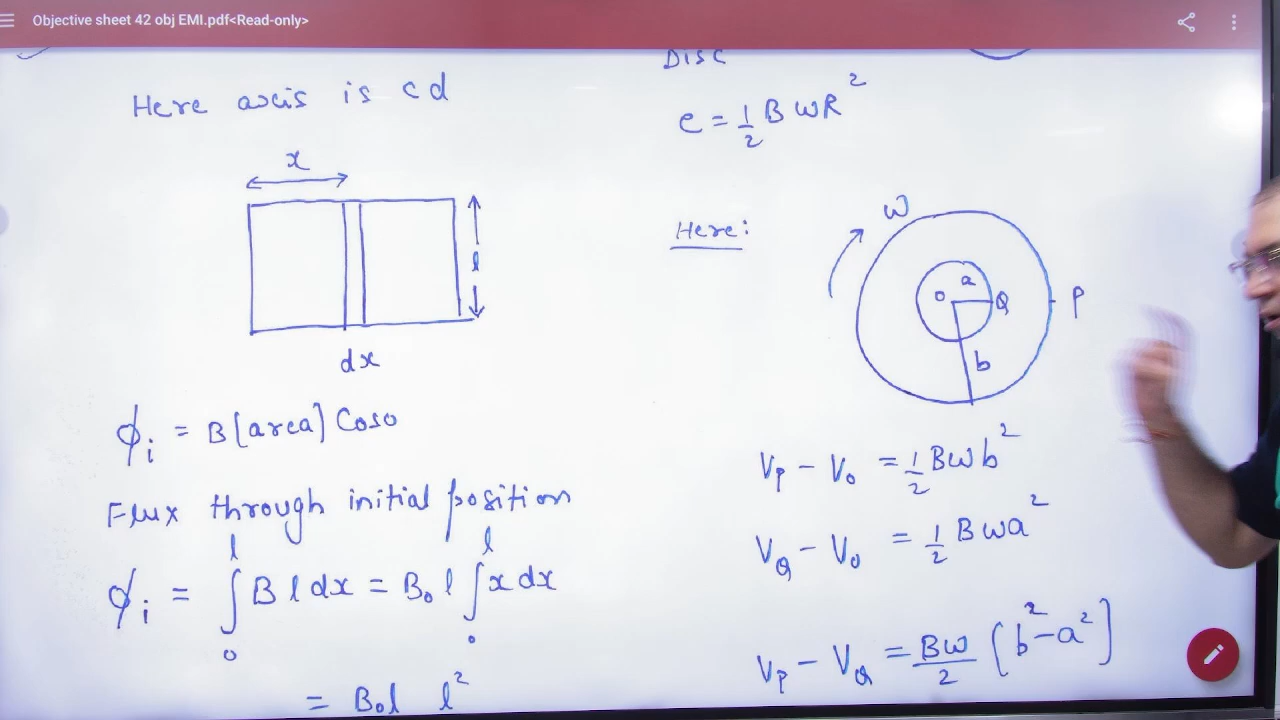 Objective sheet 42 obj EMI.pdf<Read-only>
Here axis is cd
x
l
dx
ϕi = B[area] Cos0
Flux through initial position
ϕi = ∫₀ˡ B l dx = B₀ l ∫₀ˡ x dx
= B₀l l²
DISC
e = 1/2 B ω R²
Here:
ω
a
O
Q
P
b
Vp - Vo = 1/2 Bωb²
VQ - Vo = 1/2 Bωa²
Vp - VQ = Bω/2 (b² - a²]